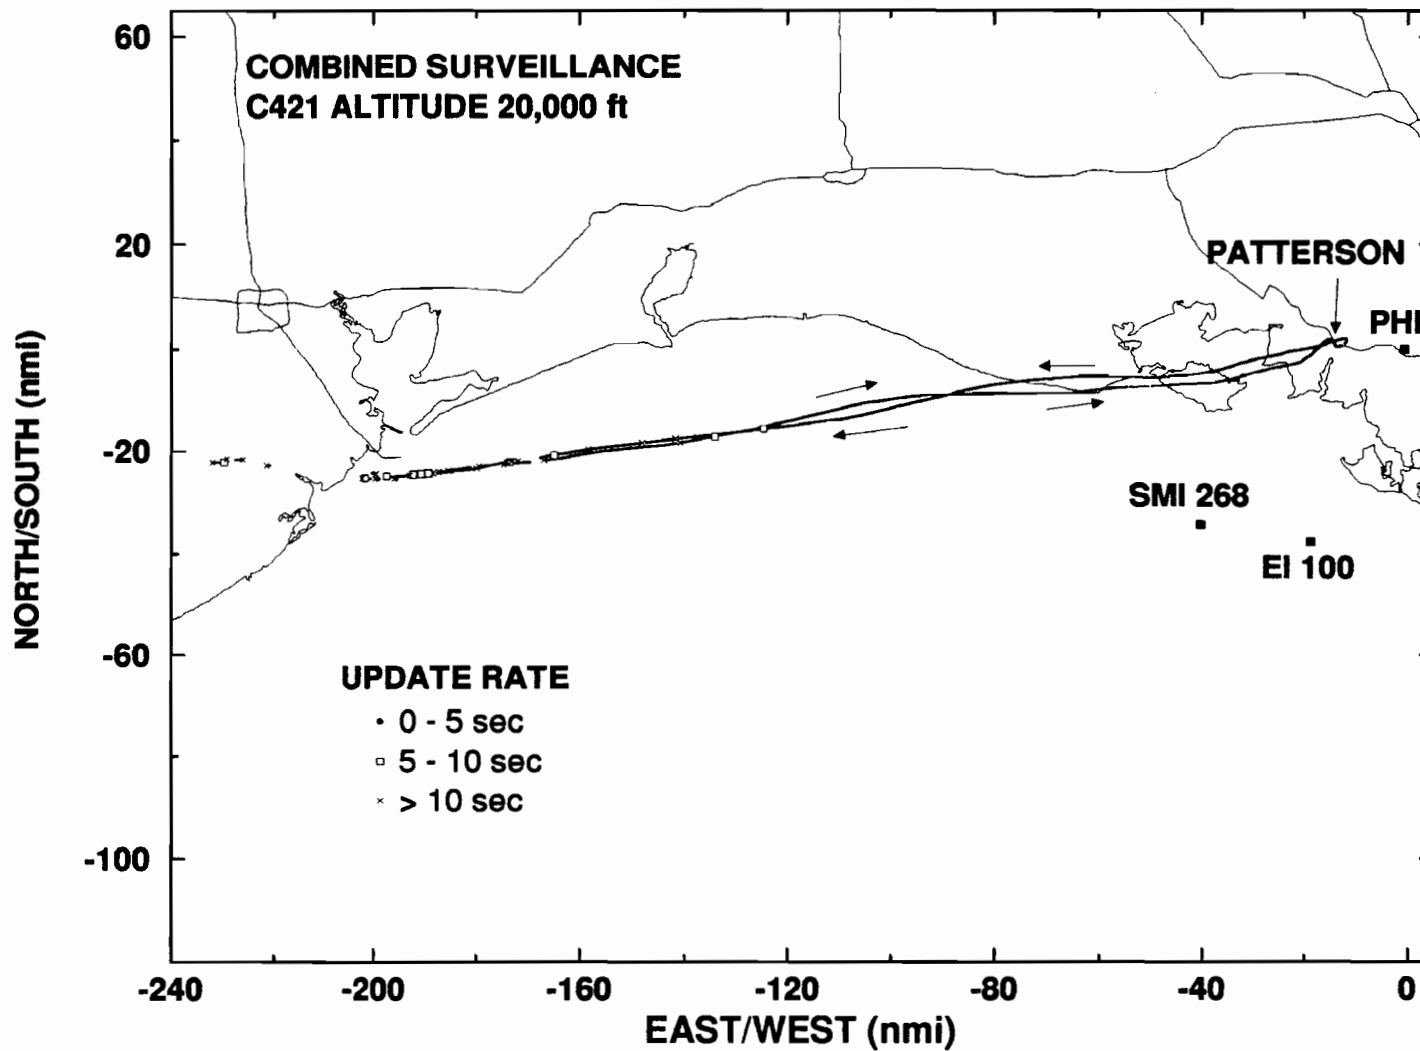 COMBINED SURVEILLANCE
C421 ALTITUDE 20,000 ft
60
20
-20
-60
-100
NORTH/SOUTH (nmi)
PATTERSON
PHI
SMI 268
EI 100
UPDATE RATE
0 - 5 sec
5 - 10 sec
> 10 sec
-240 -200 -160 -120 -80 -40 0
EAST/WEST (nmi)